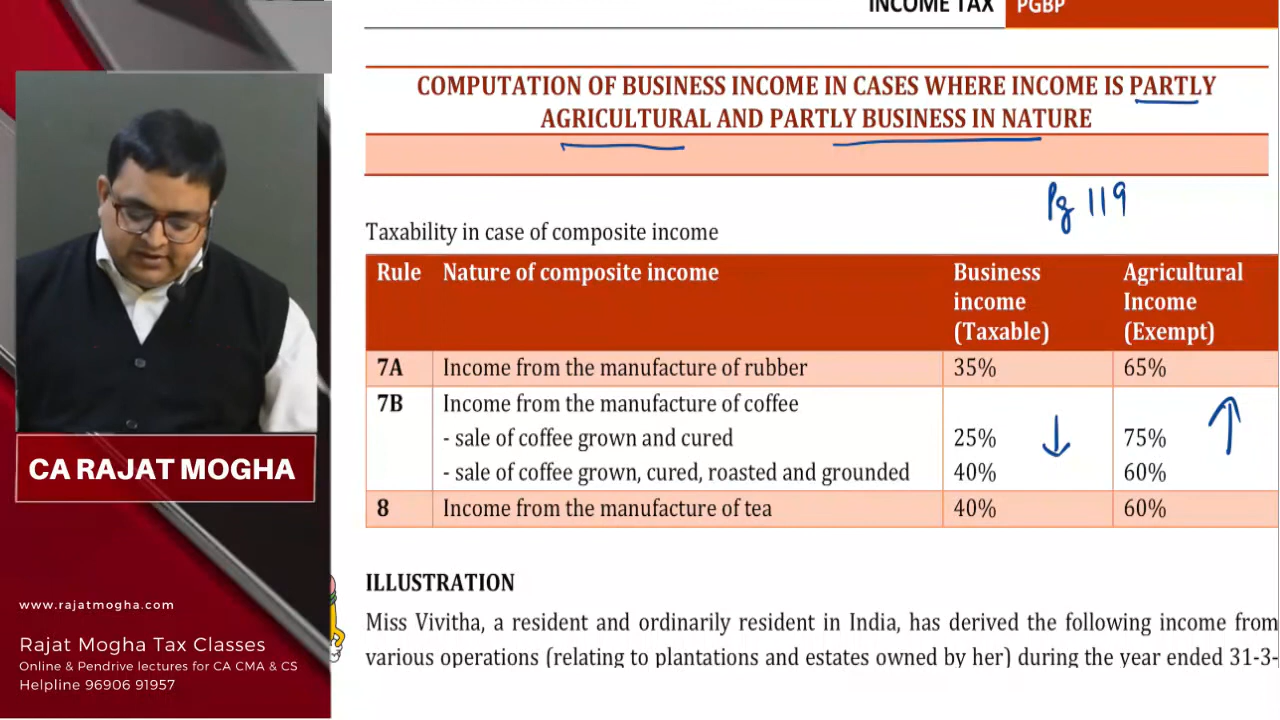 INCOME TAX PGBP
COMPUTATION OF BUSINESS INCOME IN CASES WHERE INCOME IS PARTLY
AGRICULTURAL AND PARTLY BUSINESS IN NATURE
Pg 119
Taxability in case of composite income
Rule Nature of composite income Business income (Taxable) Agricultural Income (Exempt)
7A Income from the manufacture of rubber 35% 65%
7B Income from the manufacture of coffee
- sale of coffee grown and cured 25% 75%
- sale of coffee grown, cured, roasted and grounded 40% 60%
8 Income from the manufacture of tea 40% 60%
ILLUSTRATION
Miss Vivitha, a resident and ordinarily resident in India, has derived the following income from
various operations (relating to plantations and estates owned by her) during the year ended 31-3-
CA RAJAT MOGHA
www.rajatmogha.com
Rajat Mogha Tax Classes
Online & Pendrive lectures for CA CMA & CS
Helpline 96906 91957